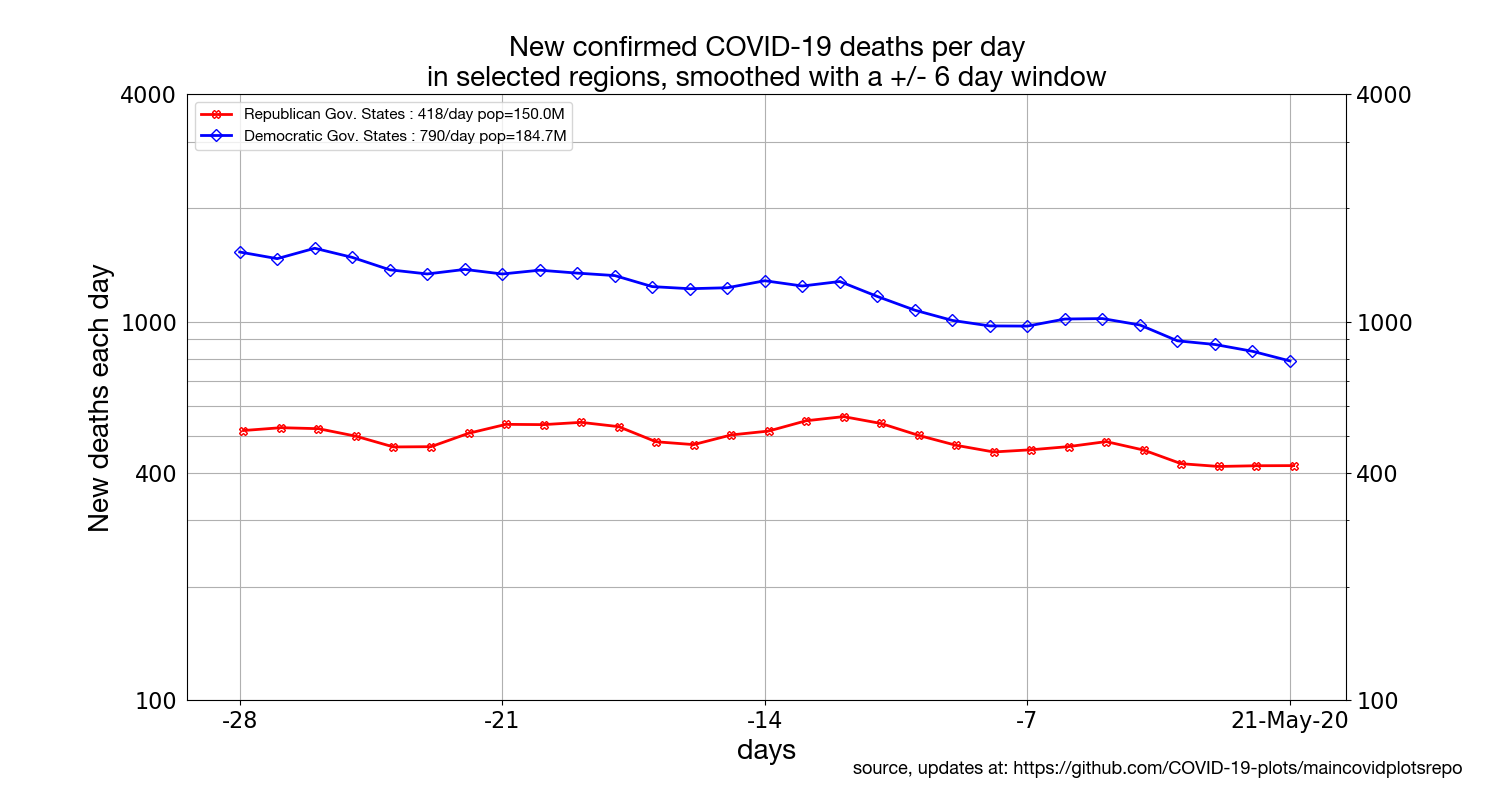 New confirmed COVID-19 deaths per day
in selected regions, smoothed with a +/- 6 day window
4000
4000
Republican Gov. States : 418/day pop=150.0M
Democratic Gov. States : 790/day pop=184.7M
New deaths each day
1000
1000
400
400
100
100
-28
-21
-14
-7
21-May-20
days
source, updates at: https://github.com/COVID-19-plots/maincovidplotsrepo